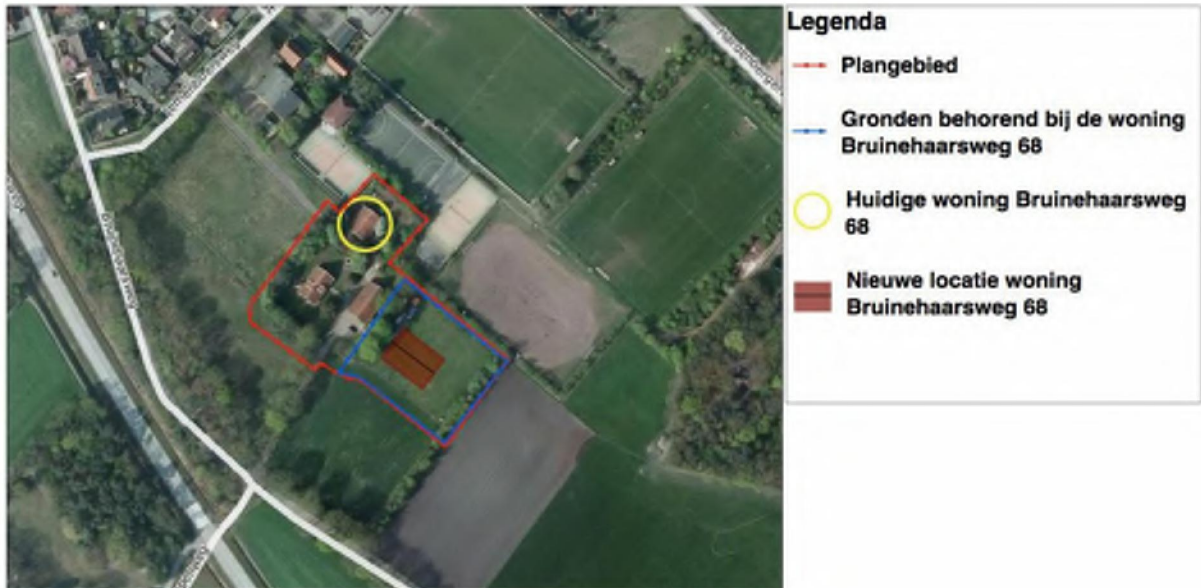 Legenda
Plangebied
Gronden behorend bij de woning
Bruinehaarsweg 68
Huidige woning Bruinehaarsweg
68
Nieuwe locatie woning
Bruinehaarsweg 68